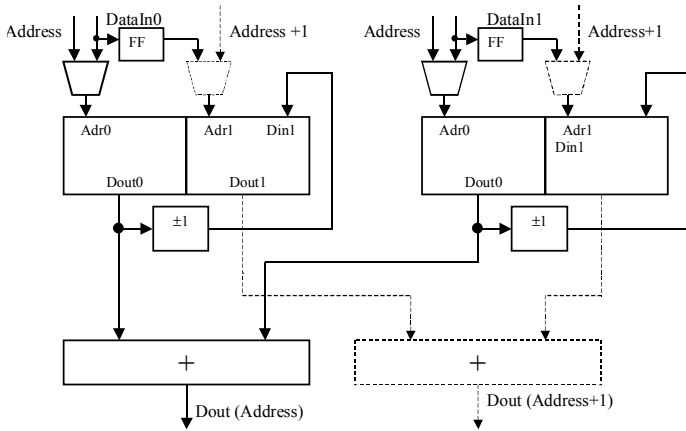 Address
DataIn0
FF
Address +1
Address
DataIn1
FF
Address+1
Adr0
Adr1
Din1
Dout0
Dout1
Adr0
Adr1
Din1
Dout0
±1
±1
+
+
Dout (Address)
Dout (Address+1)